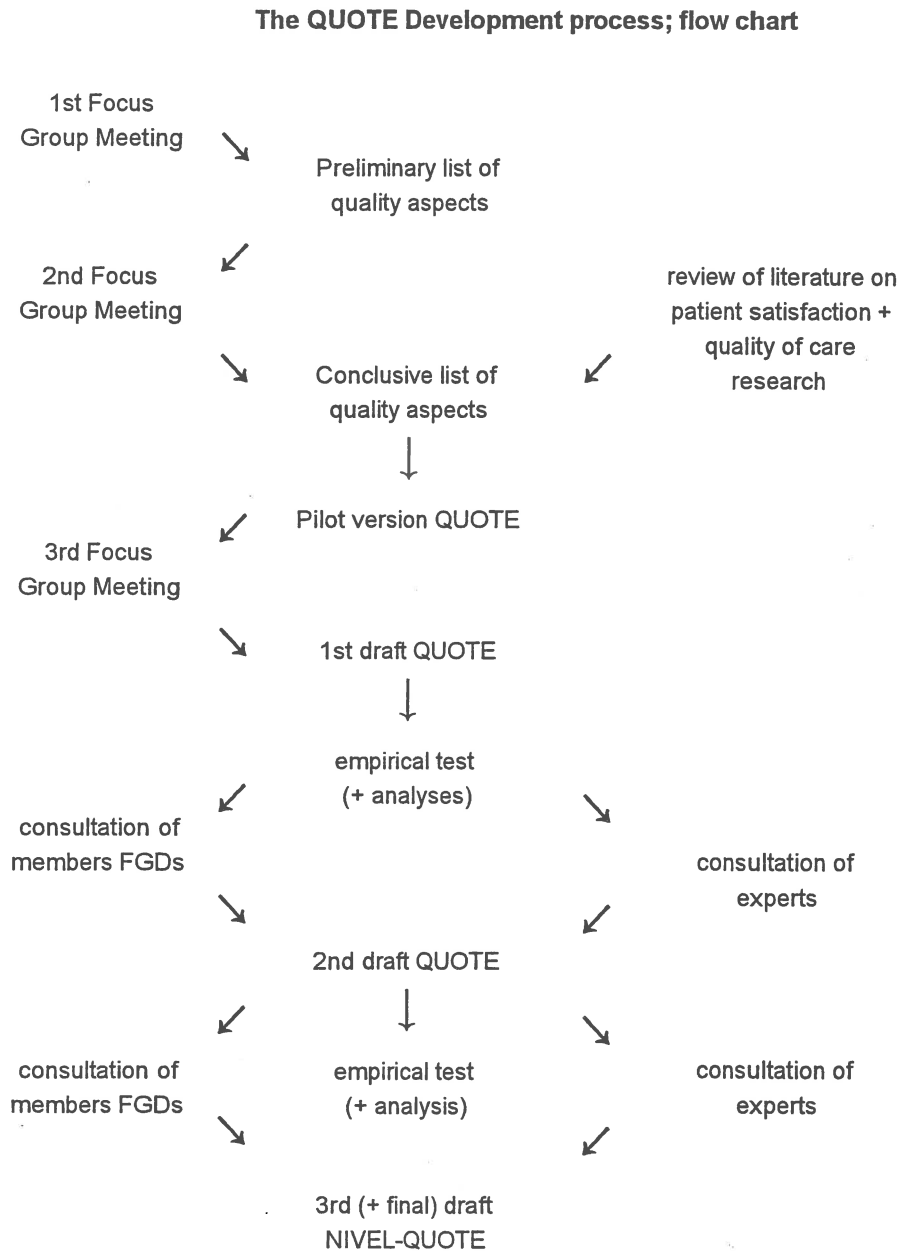 The QUOTE Development process; flow chart
1st Focus
Group Meeting
Preliminary list of
quality aspects
2nd Focus
Group Meeting
review of literature on
patient satisfaction +
quality of care
research
Conclusive list of
quality aspects
Pilot version QUOTE
3rd Focus
Group Meeting
1st draft QUOTE
empirical test
(+ analyses)
consultation of
members FGDs
consultation of
experts
2nd draft QUOTE
consultation of
members FGDs
empirical test
(+ analysis)
consultation of
experts
3rd (+ final) draft
NIVEL-QUOTE